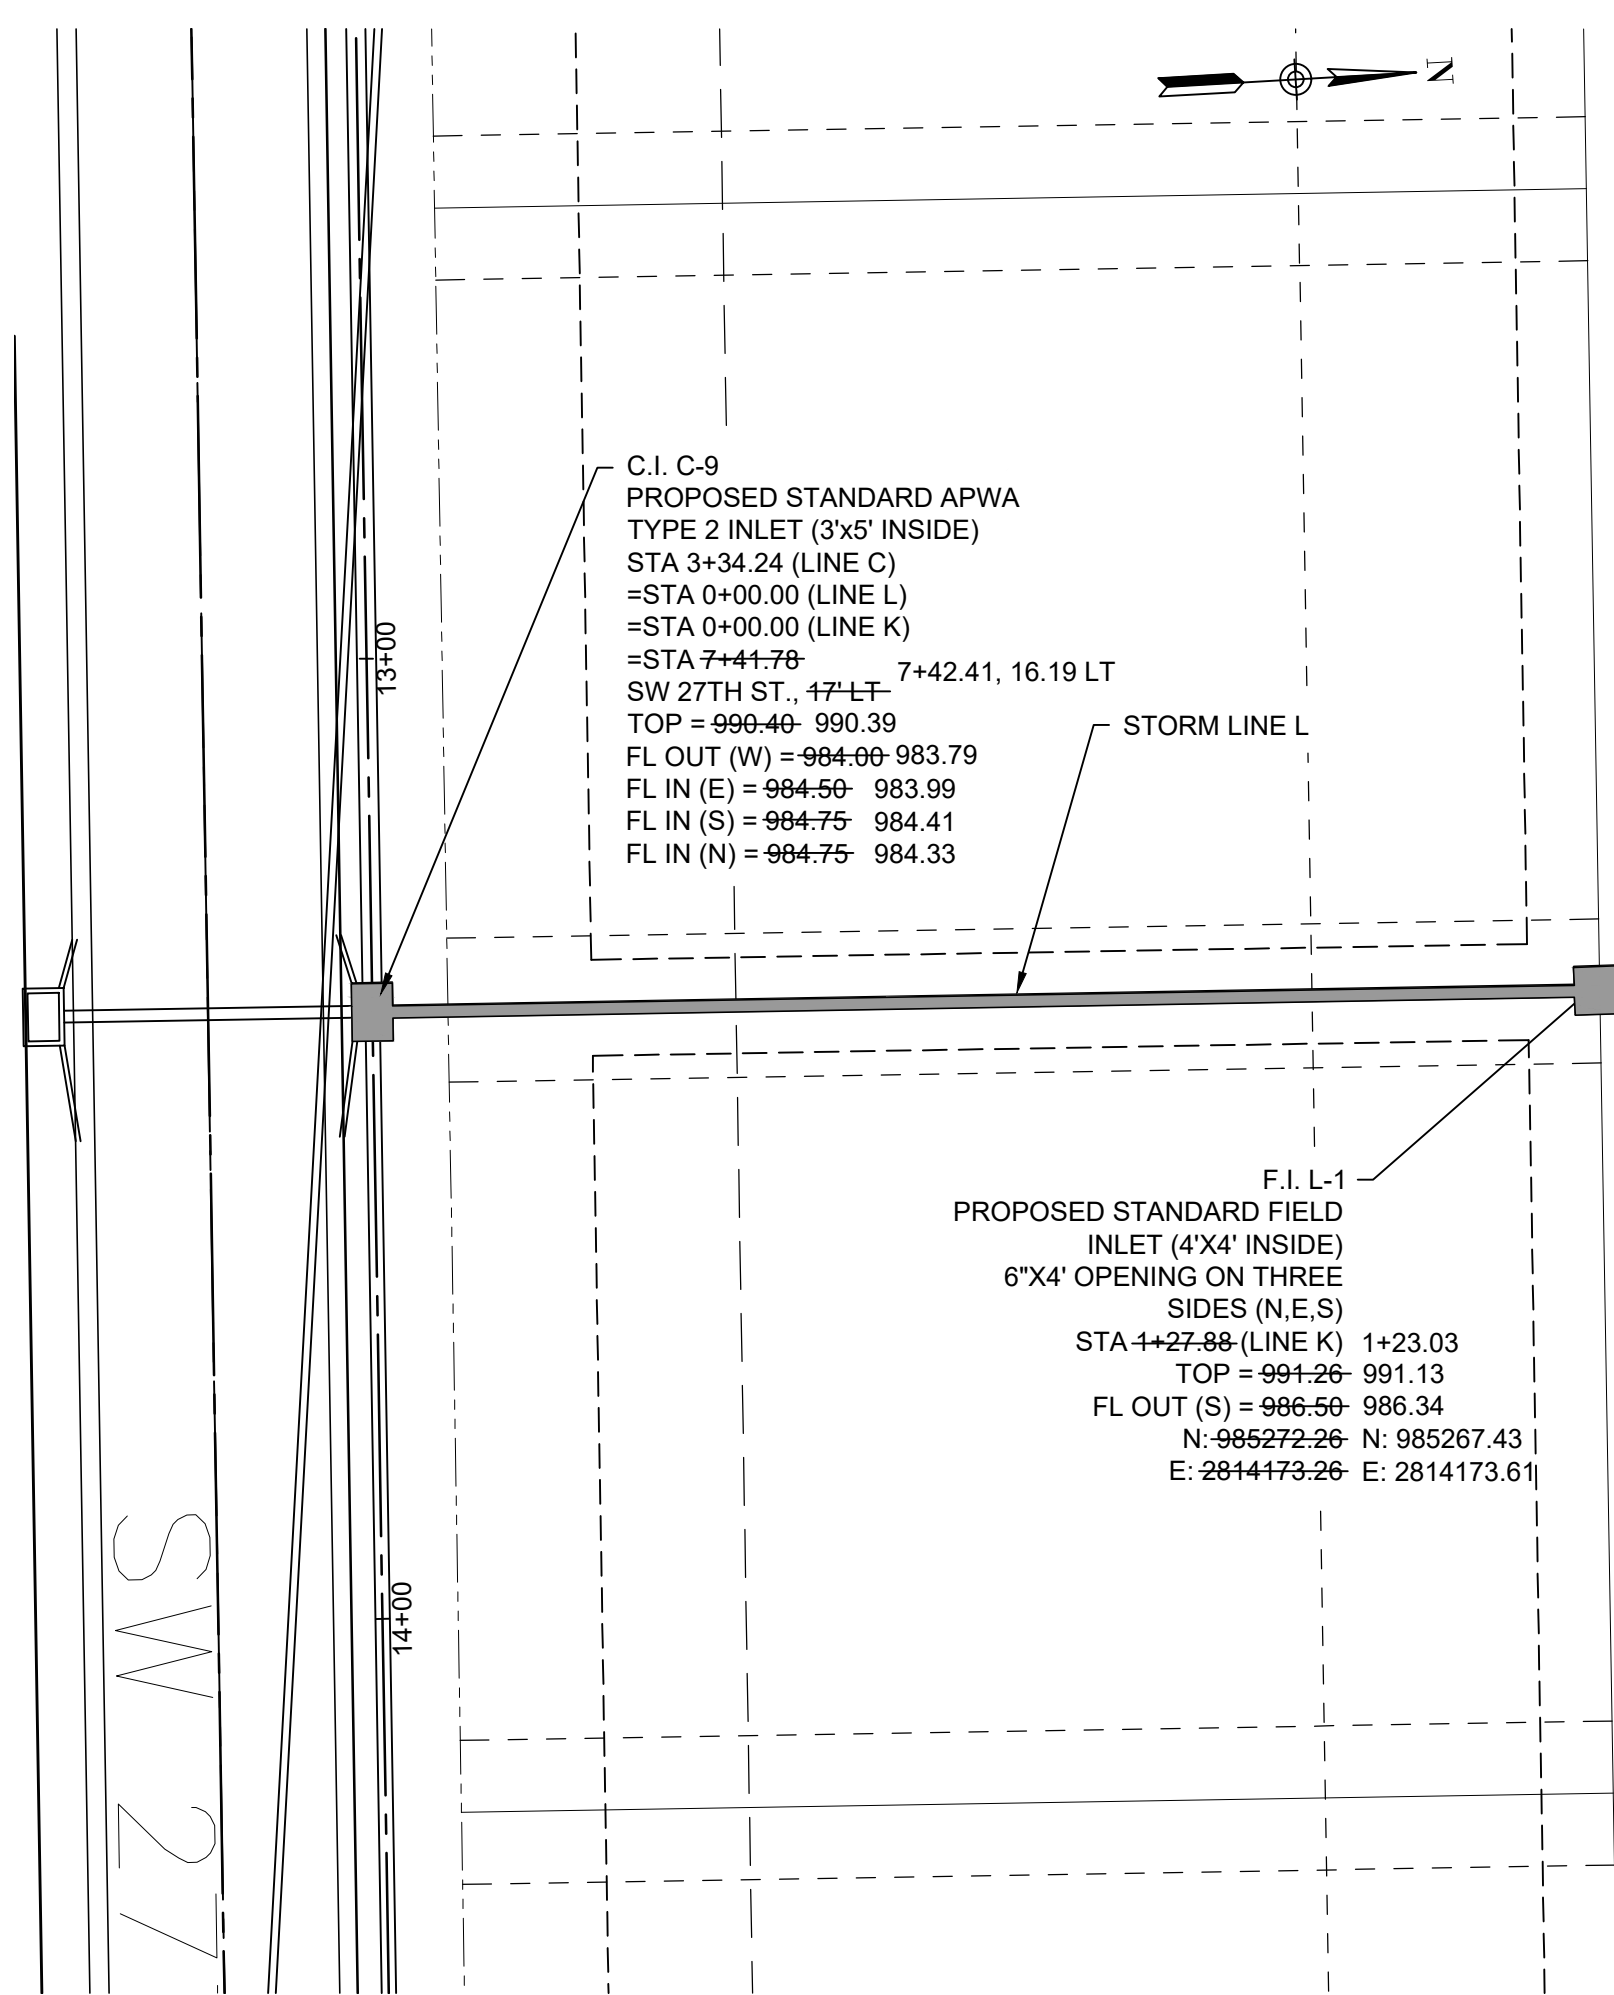 N
C.I. C-9
PROPOSED STANDARD APWA
TYPE 2 INLET (3'x5' INSIDE)
STA 3+34.24 (LINE C)
=STA 0+00.00 (LINE L)
=STA 0+00.00 (LINE K)
=STA 7+41.78
SW 27TH ST., 17' LT 7+42.41, 16.19 LT
TOP = 990.40 990.39
FL OUT (W) = 984.00 983.79
FL IN (E) = 984.50 983.99
FL IN (S) = 984.75 984.41
FL IN (N) = 984.75 984.33
13+00
STORM LINE L
F.I. L-1
PROPOSED STANDARD FIELD
INLET (4'X4' INSIDE)
6"X4' OPENING ON THREE
SIDES (N,E,S)
STA 1+27.88 (LINE K) 1+23.03
TOP = 991.26 991.13
FL OUT (S) = 986.50 986.34
N: 985272.26 N: 985267.43
E: 2814173.26 E: 2814173.61
14+00
SW 27